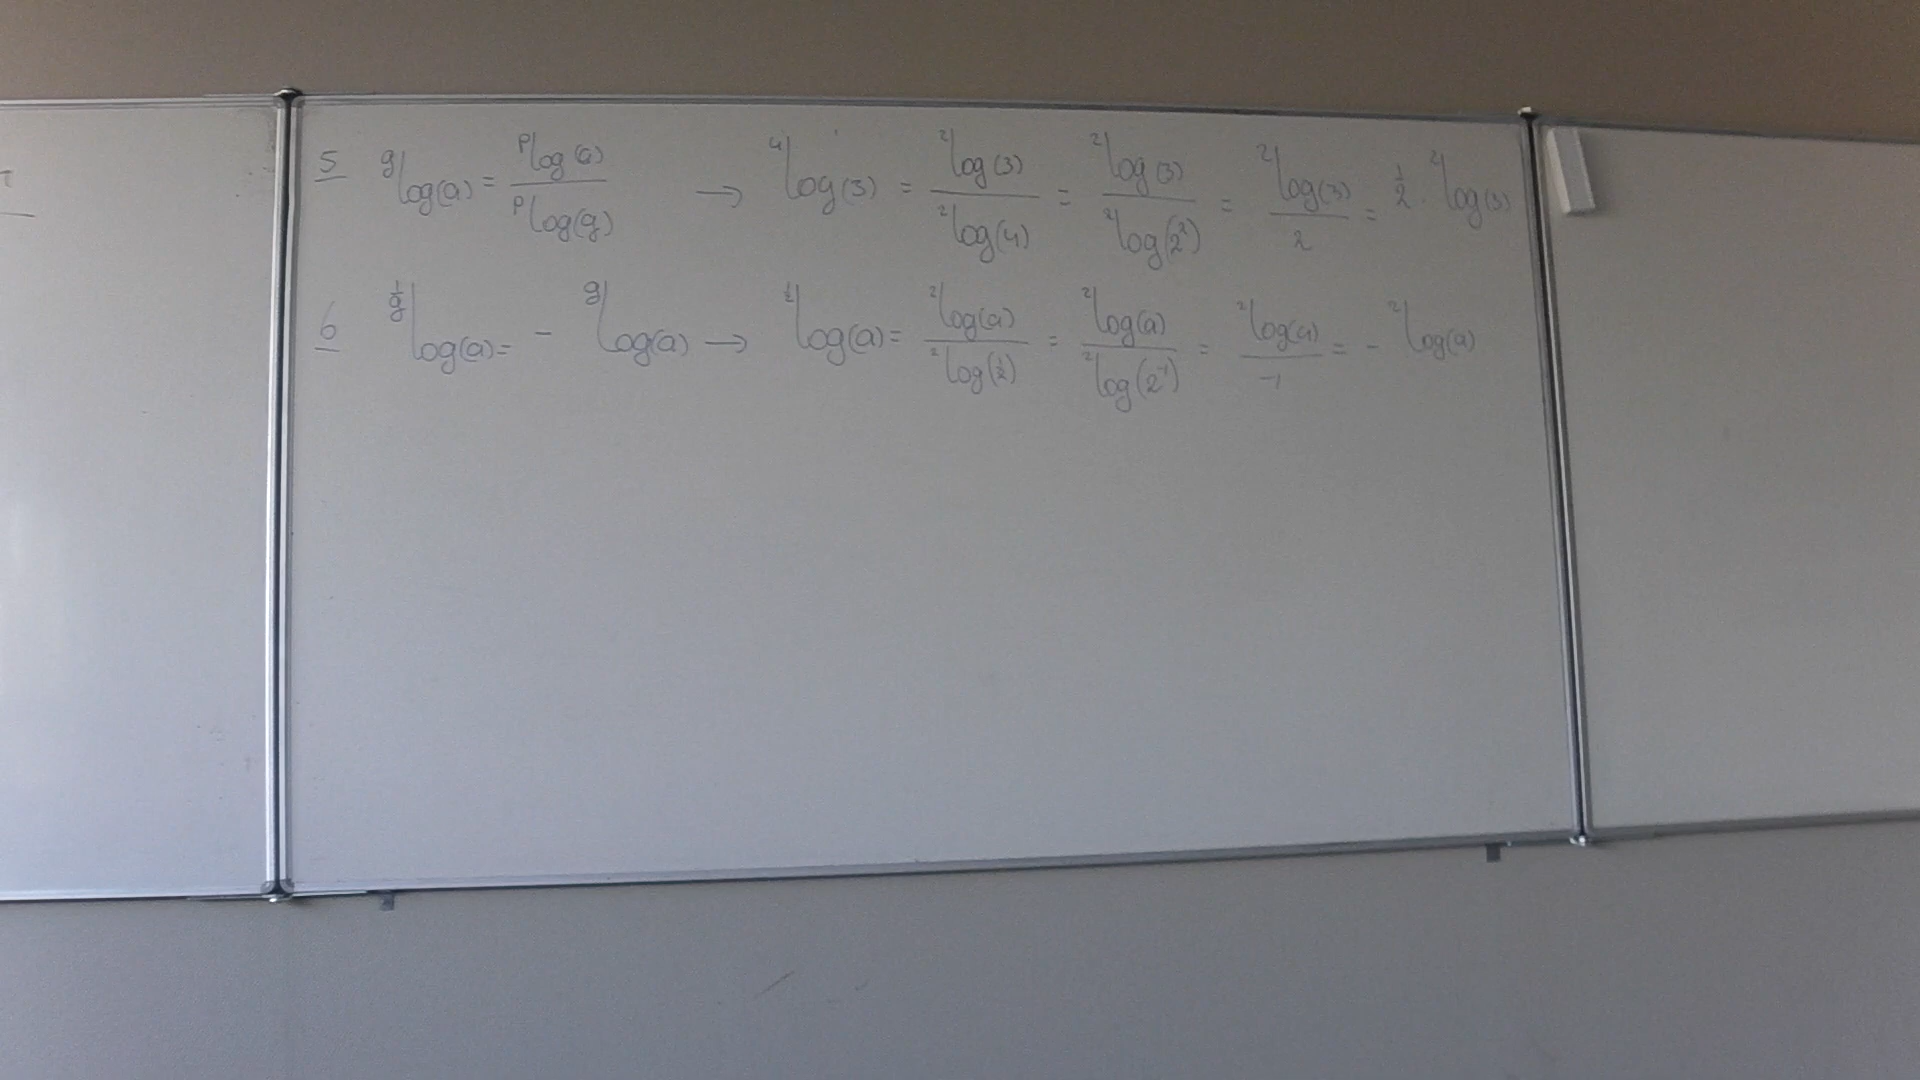 5 ᵍlog(a) = ᵖlog(a) / ᵖlog(g) → ⁴log(3) = ²log(3) / ²log(4) = ²log(3) / ²log(2²) = ²log(3) / 2 = 1/2 · ²log(3)
6 ^(1/g)log(a) = - ᵍlog(a) → ^(1/2)log(a) = ²log(a) / ²log(1/2) = ²log(a) / ²log(2⁻¹) = ²log(a) / -1 = - ²log(a)